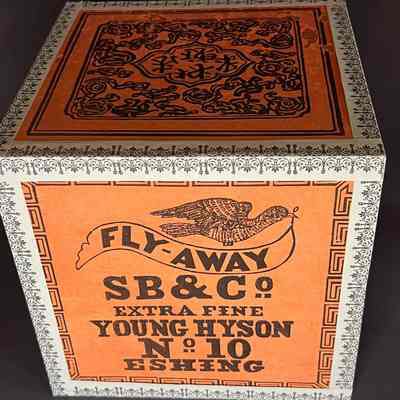 FLY-AWAY
SB & Co
EXTRA FINE
YOUNG HYSON
No 10
ESHING